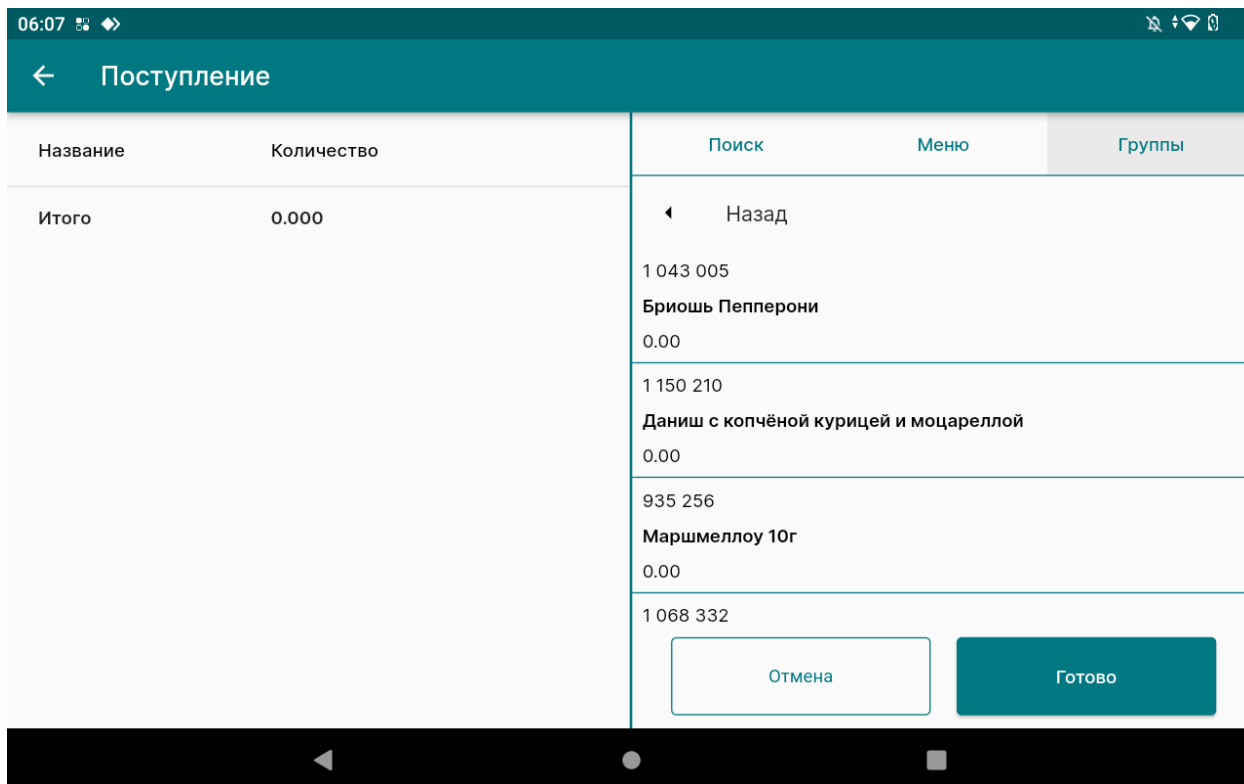 06:07
Поступление
Название Количество
Итого 0.000
Поиск Меню Группы
Назад
1 043 005
Бриошь Пепперони
0.00
1 150 210
Даниш с копчёной курицей и моцареллой
0.00
935 256
Маршмеллоу 10г
0.00
1 068 332
Отмена Готово